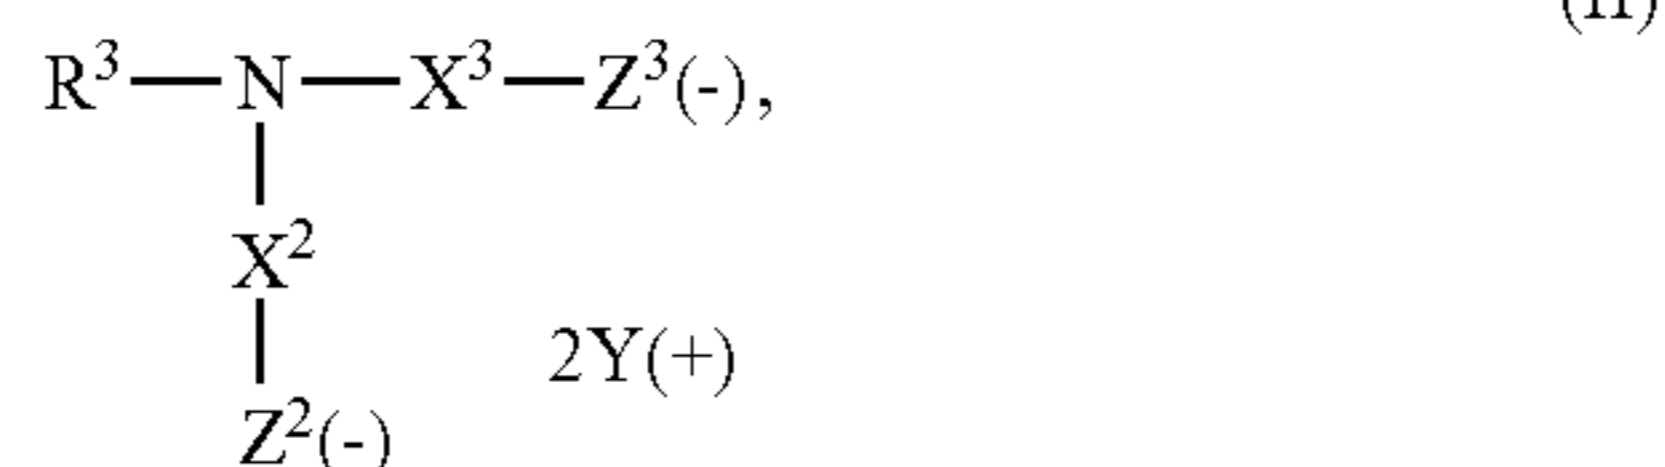 (II)
R³—N—X³—Z³(-),
X²
2Y(+)
Z²(-)